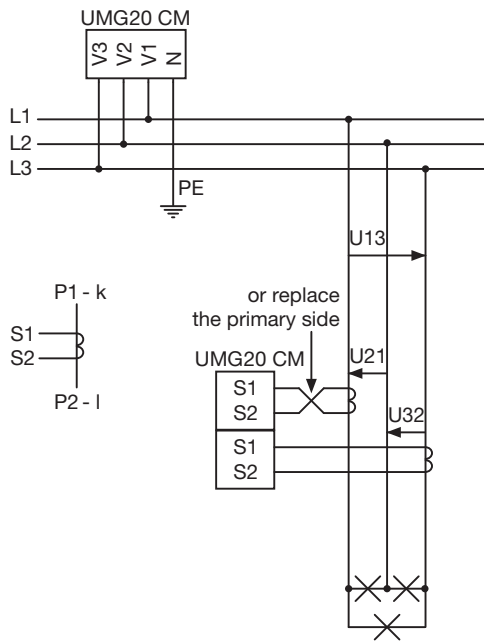 UMG20 CM
V3 V2 V1 N
L1
L2
L3
PE
U13
P1 - k
or replace
the primary side
S1
S2
UMG20 CM
U21
P2 - l
S1
S2
U32
S1
S2